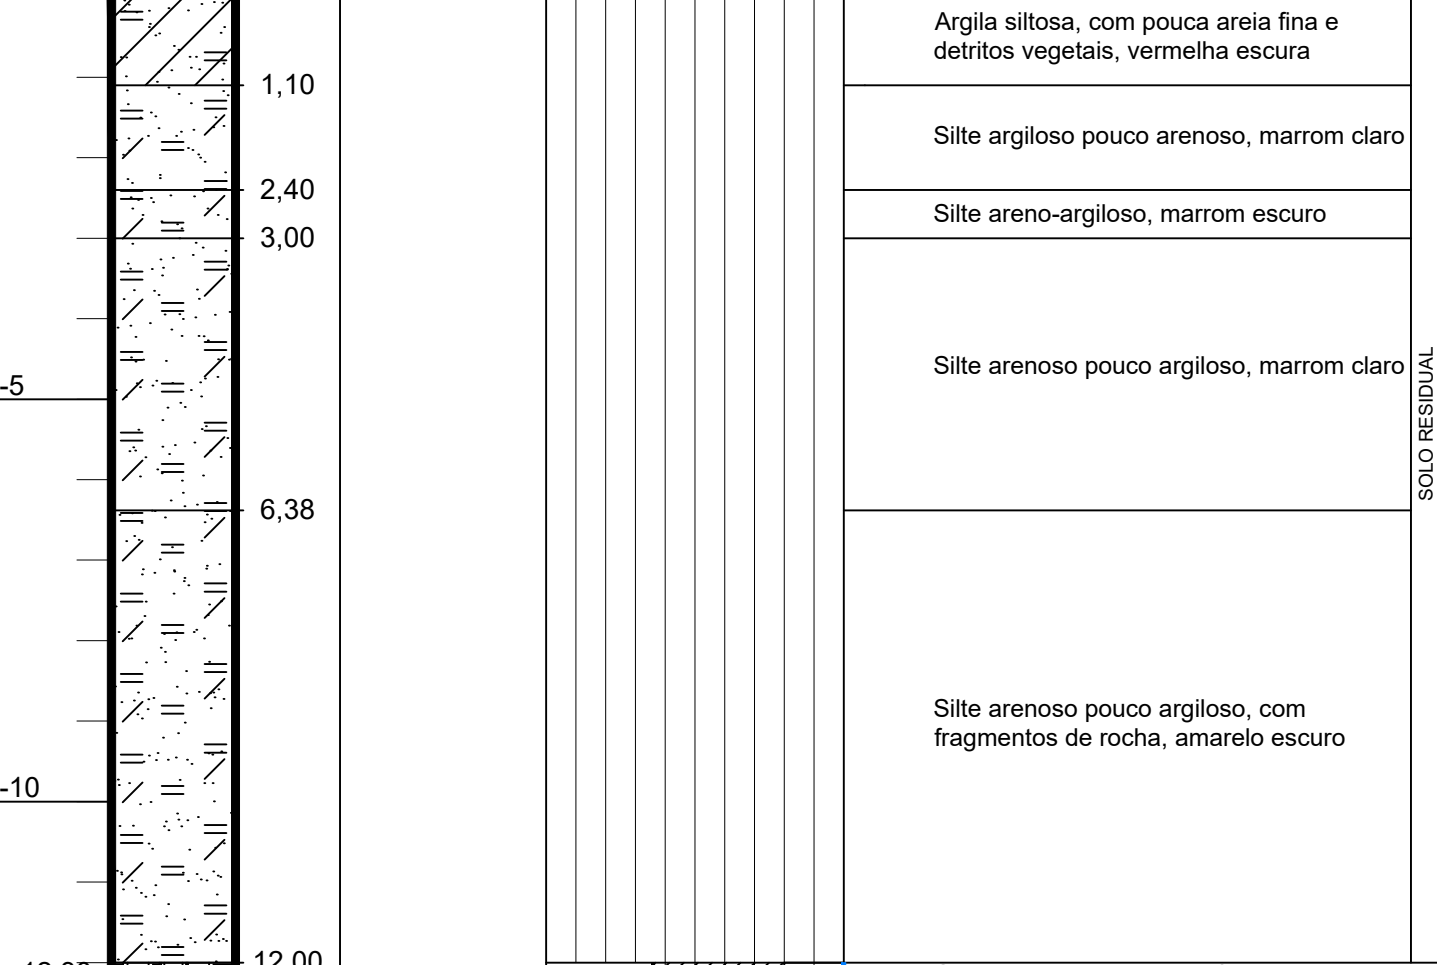 Argila siltosa, com pouca areia fina e
detritos vegetais, vermelha escura
1,10
Silte argiloso pouco arenoso, marrom claro
2,40
Silte areno-argiloso, marrom escuro
3,00
Silte arenoso pouco argiloso, marrom claro
-5
SOLO RESIDUAL
6,38
Silte arenoso pouco argiloso, com
fragmentos de rocha, amarelo escuro
-10
12,00